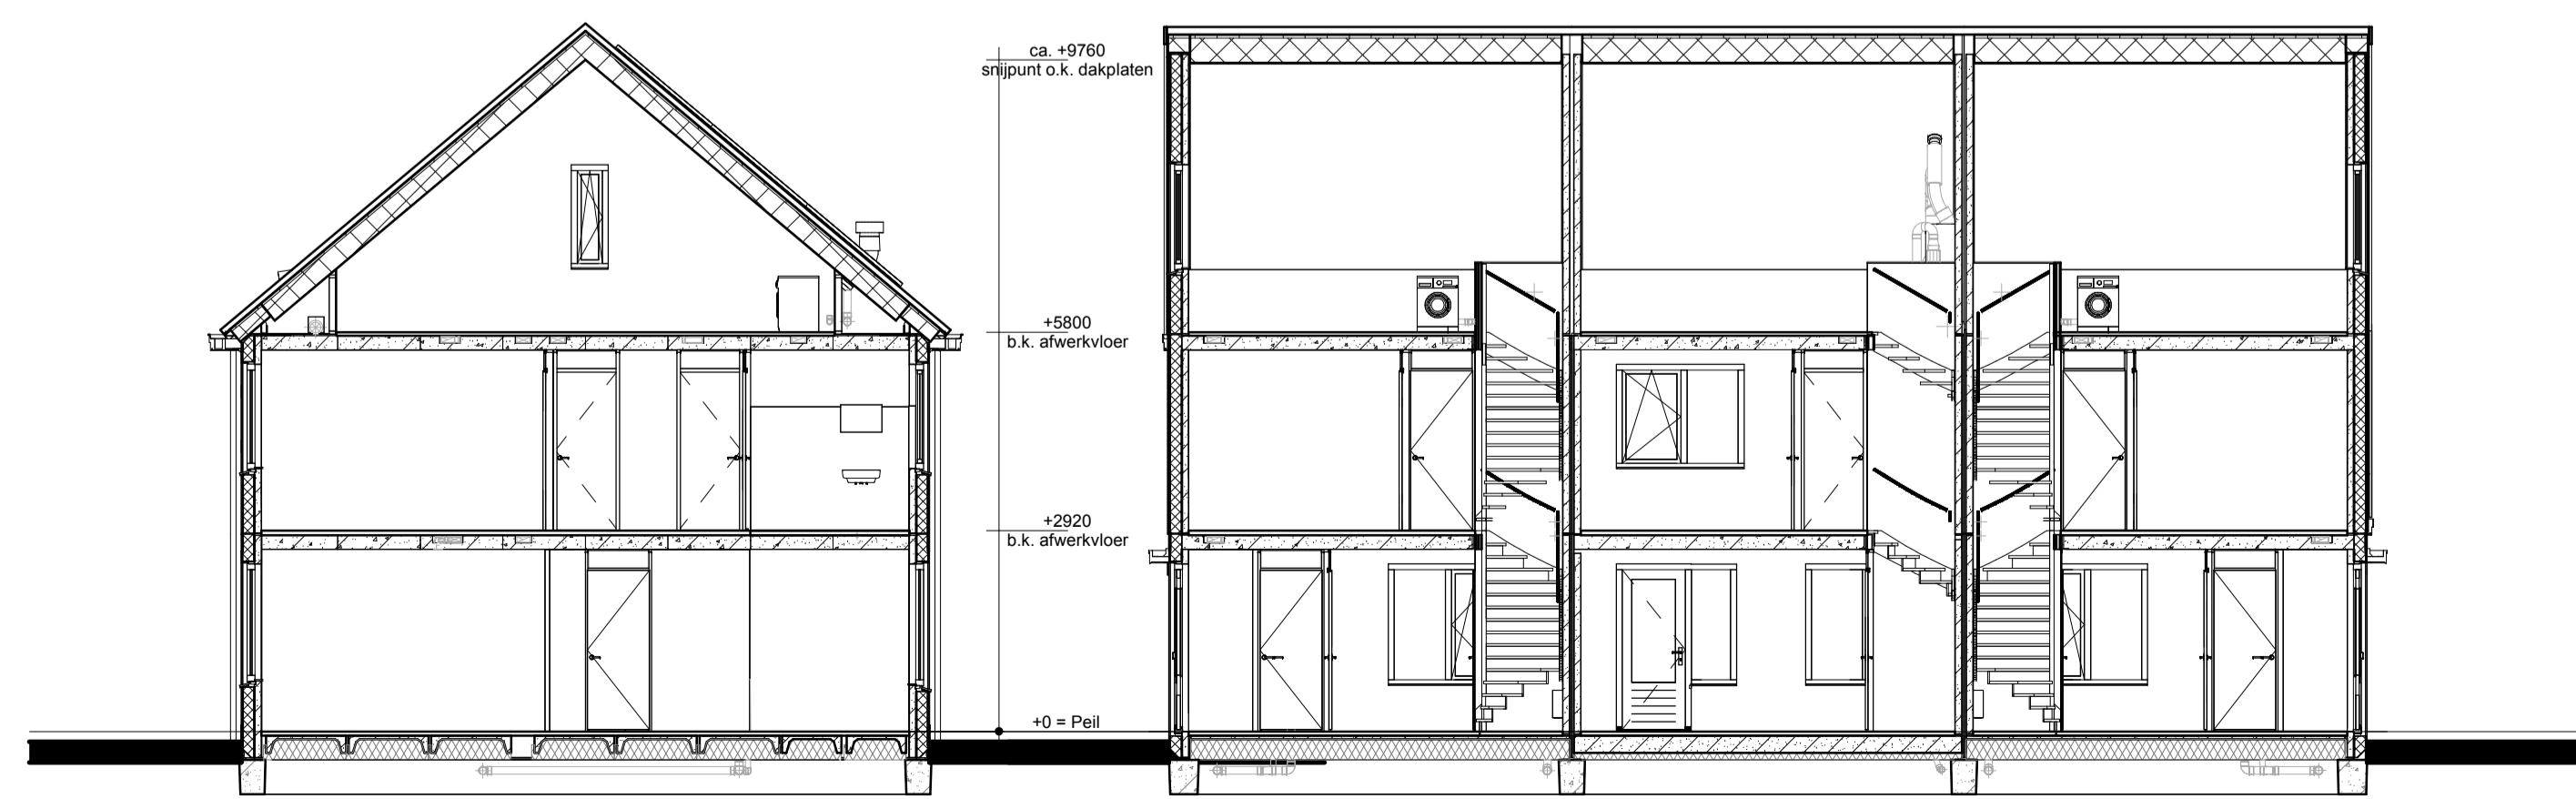 ca. +9760
snijpunt o.k. dakplaten
+5800
b.k. afwerkvloer
+2920
b.k. afwerkvloer
+0 = Peil